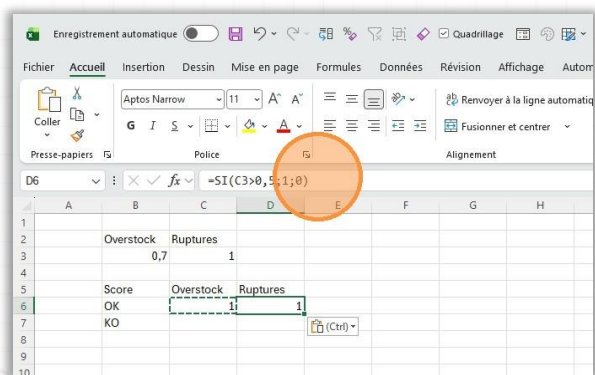 Enregistrement automatique Quadrillage
Fichier Accueil Insertion Dessin Mise en page Formules Données Révision Affichage Autom
Coller Aptos Narrow 11 A^ A˅ ab Renvoyer à la ligne automatiq
G I S A Fusionner et centrer
Presse-papiers Police Alignement
D6 fx =SI(C3>0,5;1;0)
A B C D E F G H
1
2 Overstock Ruptures
3 0,7 1
4
5 Score Overstock Ruptures
6 OK 1 1
7 KO (Ctrl)
8
9
10